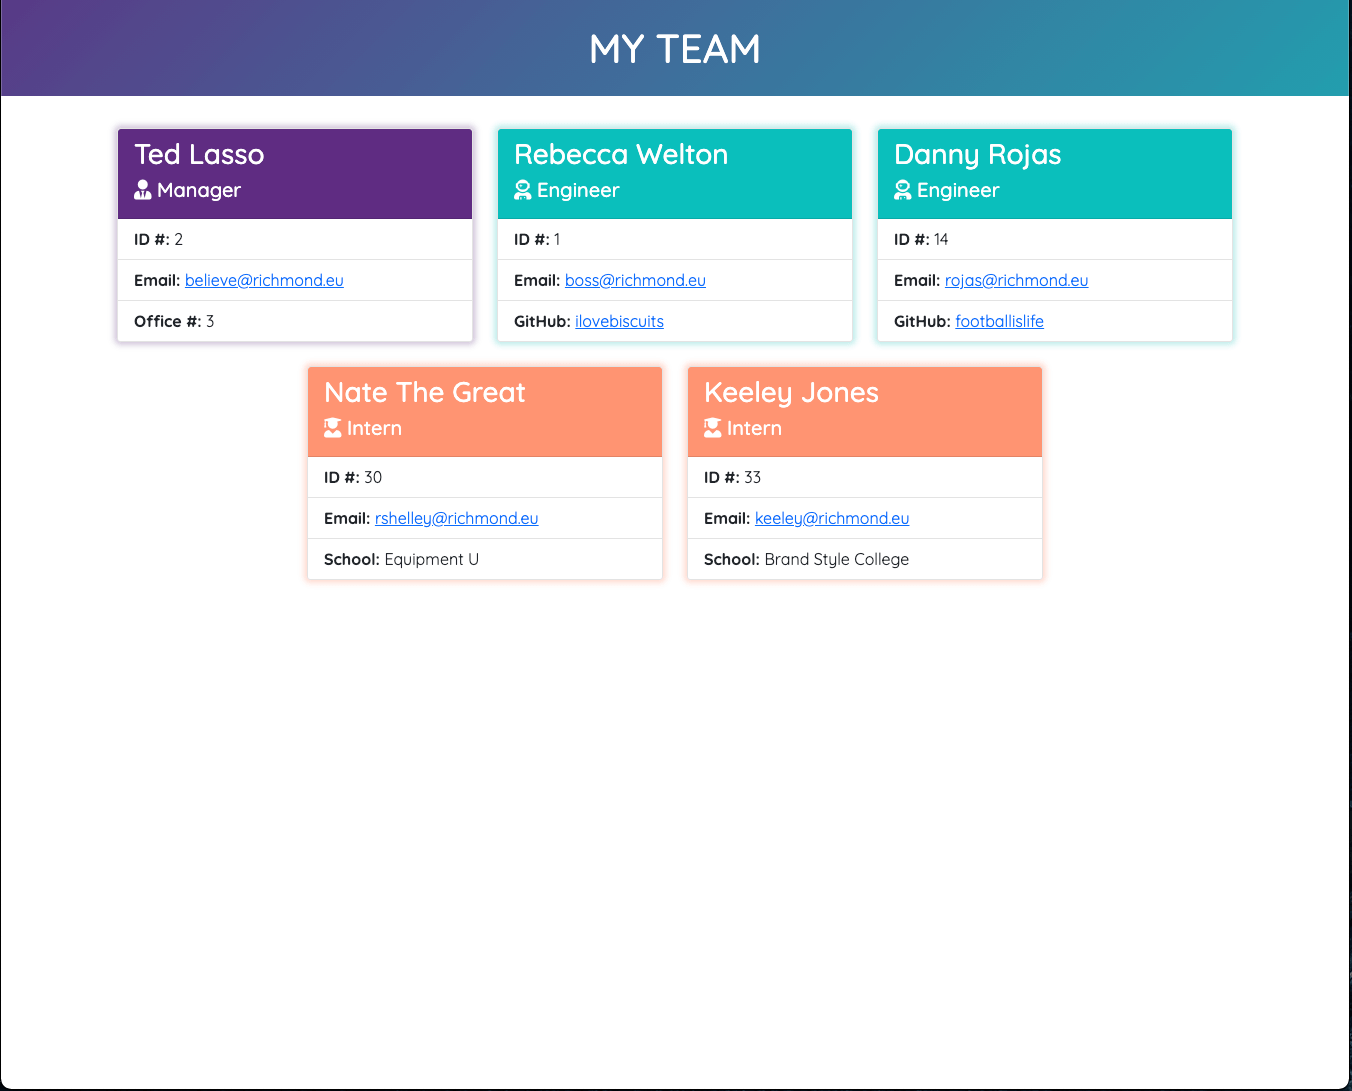 MY TEAM
Ted Lasso
Manager
ID #: 2
Email: believe@richmond.eu
Office #: 3
Rebecca Welton
Engineer
ID #: 1
Email: boss@richmond.eu
GitHub: ilovebiscuits
Danny Rojas
Engineer
ID #: 14
Email: rojas@richmond.eu
GitHub: footballislife
Nate The Great
Intern
ID #: 30
Email: rshelley@richmond.eu
School: Equipment U
Keeley Jones
Intern
ID #: 33
Email: keeley@richmond.eu
School: Brand Style College